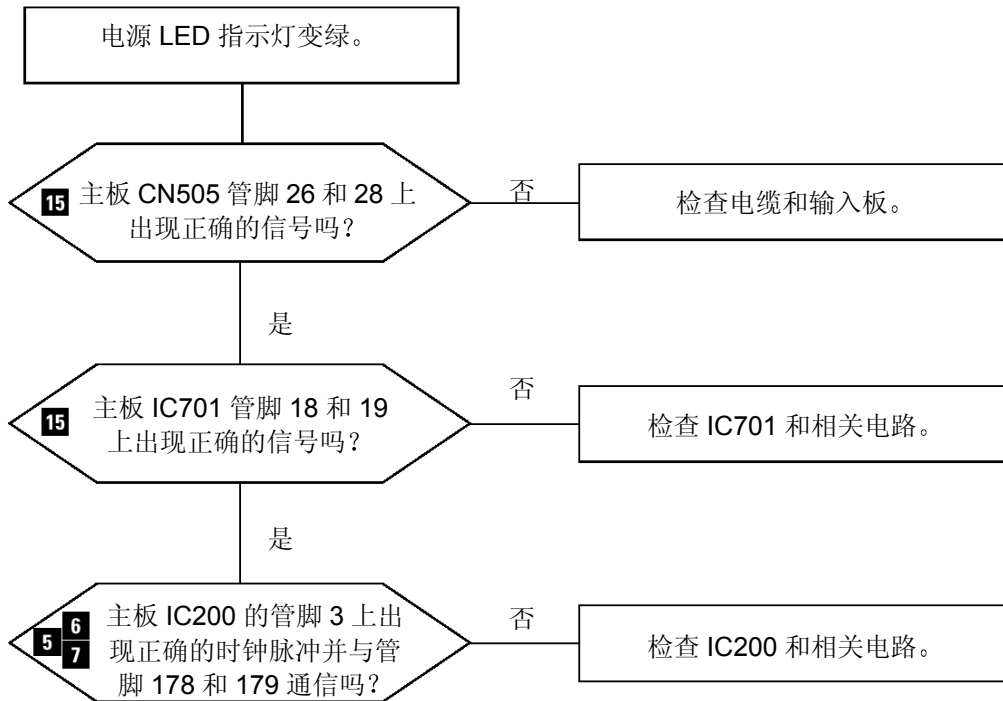 电源 LED 指示灯变绿。
15
主板 CN505 管脚 26 和 28 上
出现正确的信号吗？
否
检查电缆和输入板。
是
15
主板 IC701 管脚 18 和 19
上出现正确的信号吗？
否
检查 IC701 和相关电路。
是
5
6
7
主板 IC200 的管脚 3 上出
现正确的时钟脉冲并与管
脚 178 和 179 通信吗？
否
检查 IC200 和相关电路。